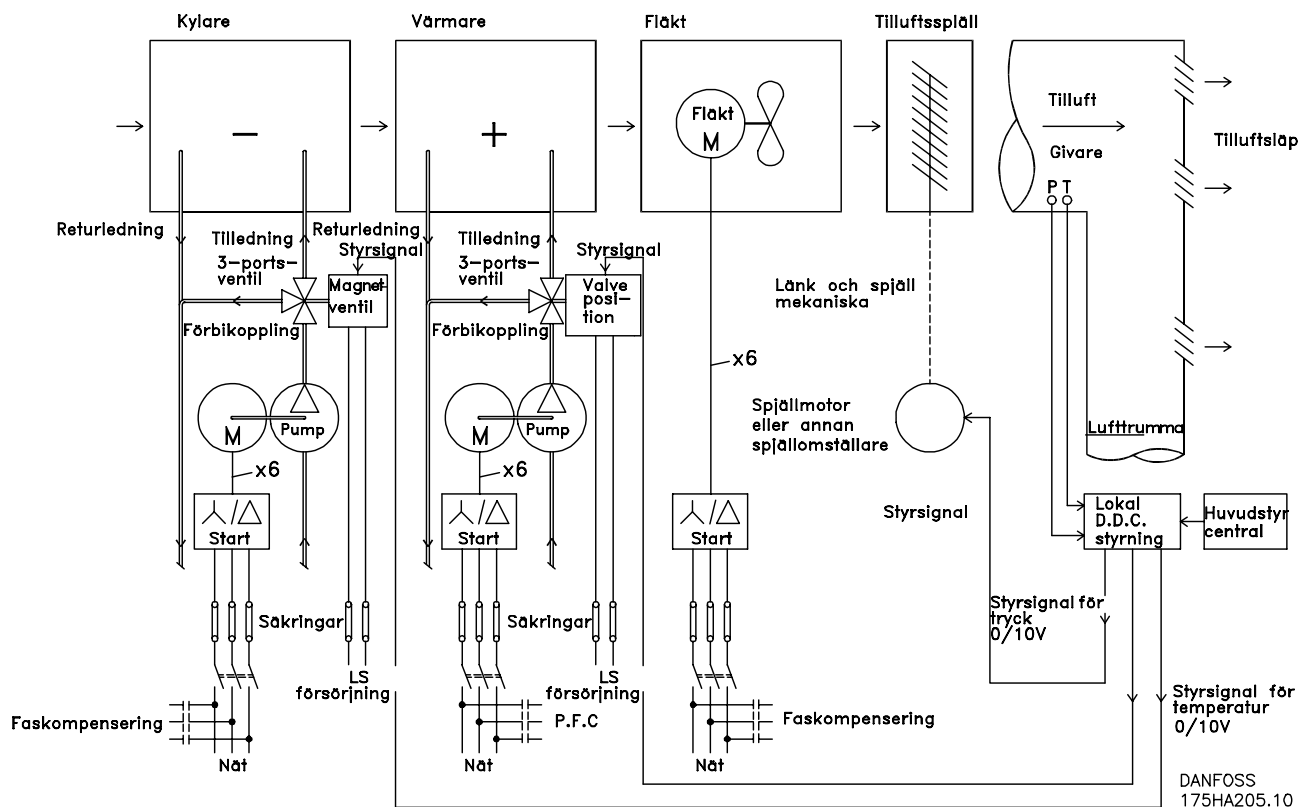 Kylare
Värmare
Fläkt
Tilluftsspjäll
−
+
Fläkt
M
Tilluft
Givare
P T
Tilluftsläp
Returledning
Tilledning
3-ports-
ventil
Förbikoppling
Returledning
Styrsignal
Magnet-
ventil
Tilledning
3-ports-
ventil
Förbikoppling
Styrsignal
Valve
posi-
tion
Länk och spjäll
mekaniska
x6
M
Pump
x6
M
Pump
x6
Spjällmotor
eller annan
spjällomställare
Lufttrumma
Start
Start
Start
Styrsignal
Lokal
D.D.C.
styrning
Huvudstyr
central
Säkringar
Säkringar
Styrsignal för
tryck
0/10V
LS
försörjning
LS
försörjning
Faskompensering
P.F.C
Faskompensering
Styrsignal för
temperatur
0/10V
Nät
Nät
Nät
DANFOSS
175HA205.10